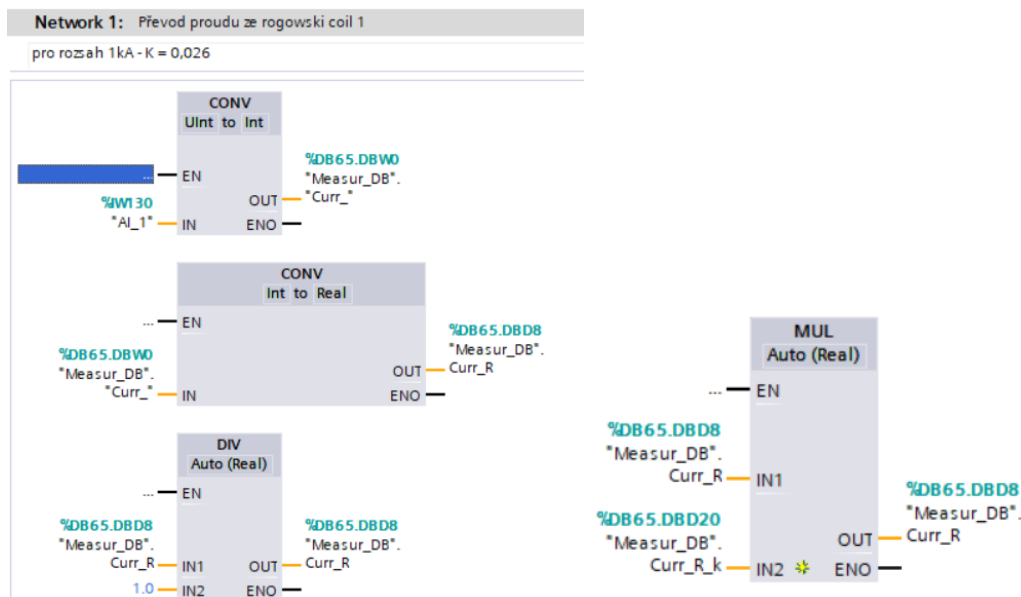 Network 1: Převod proudu ze rogowski coil 1
pro rozsah 1kA - K = 0,026
CONV
UInt to Int
... EN
%IW130
"AI_1" IN
%DB65.DBW0
"Measur_DB".
OUT "Curr_"
ENO
CONV
Int to Real
... EN
%DB65.DBW0
"Measur_DB".
"Curr_" IN
%DB65.DBD8
"Measur_DB".
OUT Curr_R
ENO
DIV
Auto (Real)
... EN
%DB65.DBD8
"Measur_DB".
Curr_R IN1
1.0 IN2
%DB65.DBD8
"Measur_DB".
OUT Curr_R
ENO
MUL
Auto (Real)
... EN
%DB65.DBD8
"Measur_DB".
Curr_R IN1
%DB65.DBD20
"Measur_DB".
Curr_R_k IN2
%DB65.DBD8
"Measur_DB".
OUT Curr_R
ENO